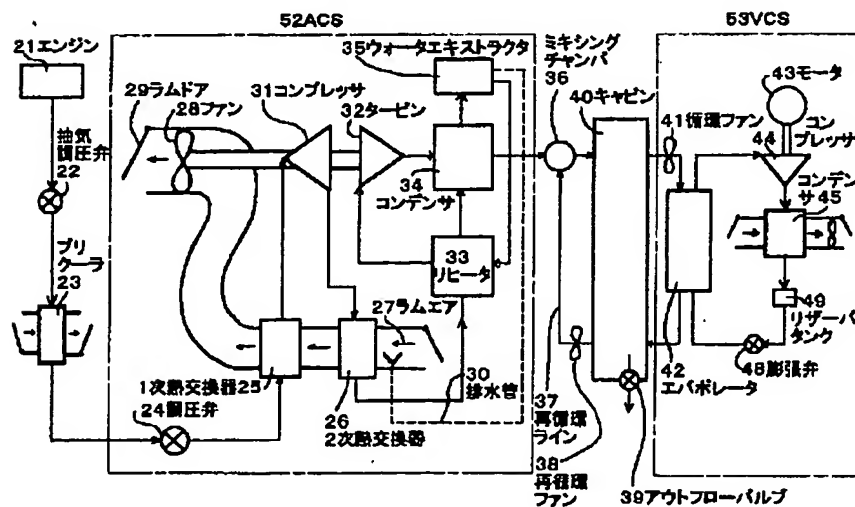 52ACS
53VCS
21エンジン
29ラムドア
28ファン
31コンプレッサ
32タービン
35ウォータエキストラクタ
ミキシング
チャンバ
36
40キャビン
43モータ
41循環ファン
コン
プレッサ
44
コンデン
サ45
抽気
調圧弁
22
34
コンデンサ
プリ
クーラ
23
33
リヒータ
27ラムエア
49
リザーバ
タンク
48膨張弁
42
エバポレータ
1次熱交換器25
24調圧弁
26
2次熱交換器
30
排水管
37
再循環
ライン
38
再循環
ファン
39アウトフローバルブ